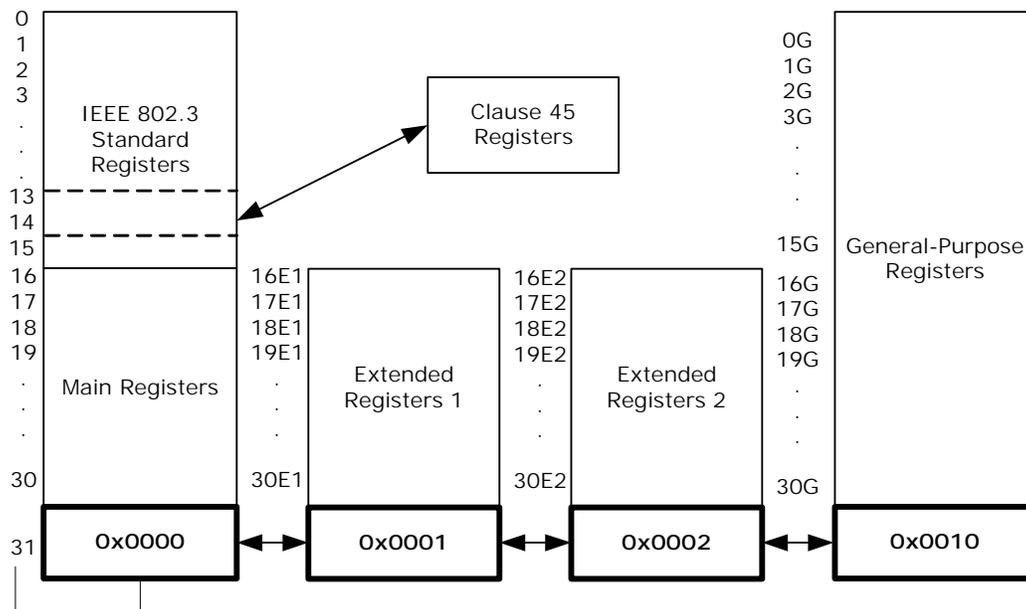 0
1
2
3
.
.
.
13
14
15
16
17
18
19
.
.
.
30
31
IEEE 802.3
Standard
Registers
Main Registers
0x0000
Clause 45
Registers
16E1
17E1
18E1
19E1
.
.
.
30E1
Extended
Registers 1
0x0001
16E2
17E2
18E2
19E2
.
.
.
30E2
Extended
Registers 2
0x0002
0G
1G
2G
3G
.
.
.
15G
16G
17G
18G
19G
.
.
.
30G
General-Purpose
Registers
0x0010